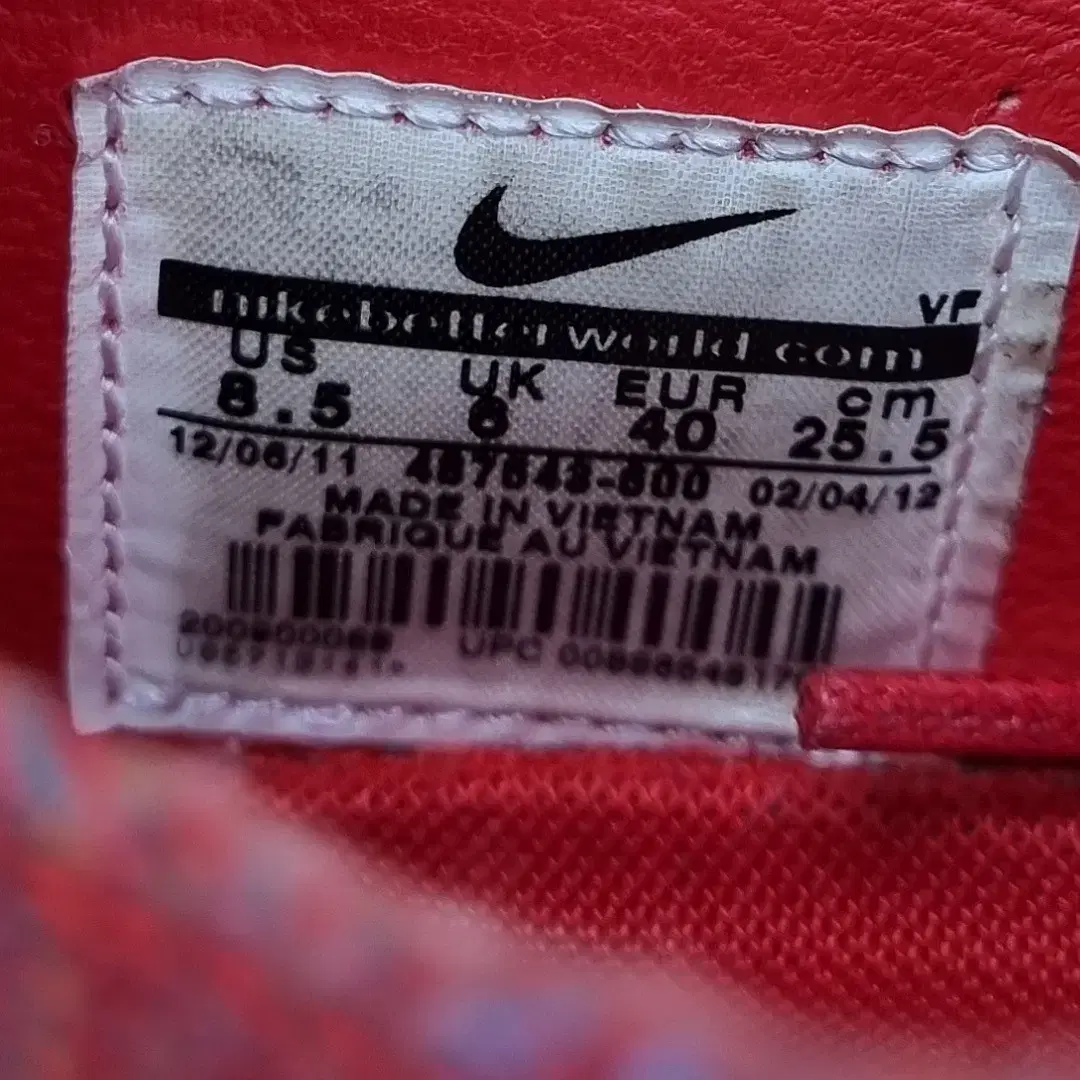 nikebetterworld.com
VF
US UK EUR cm
8.5 6 40 25.5
12/06/11 02/04/12
MADE IN VIETNAM
FABRIQUE AU VIETNAM
UPC